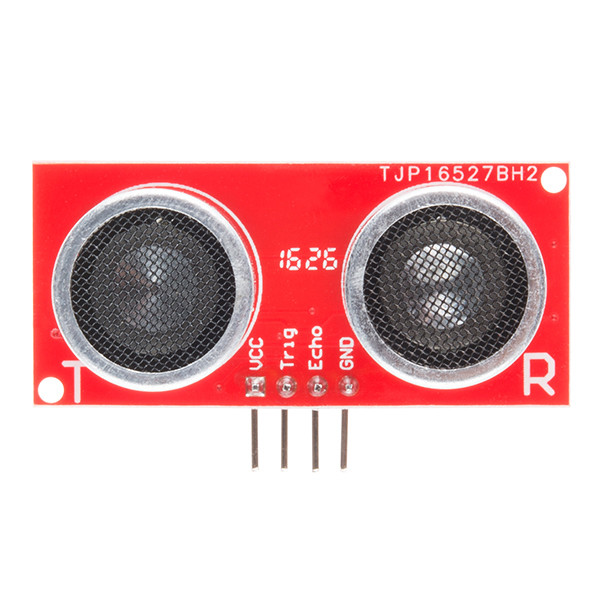 TJP16527BH2
1626
VCC
Trig
Echo
GND
T
R